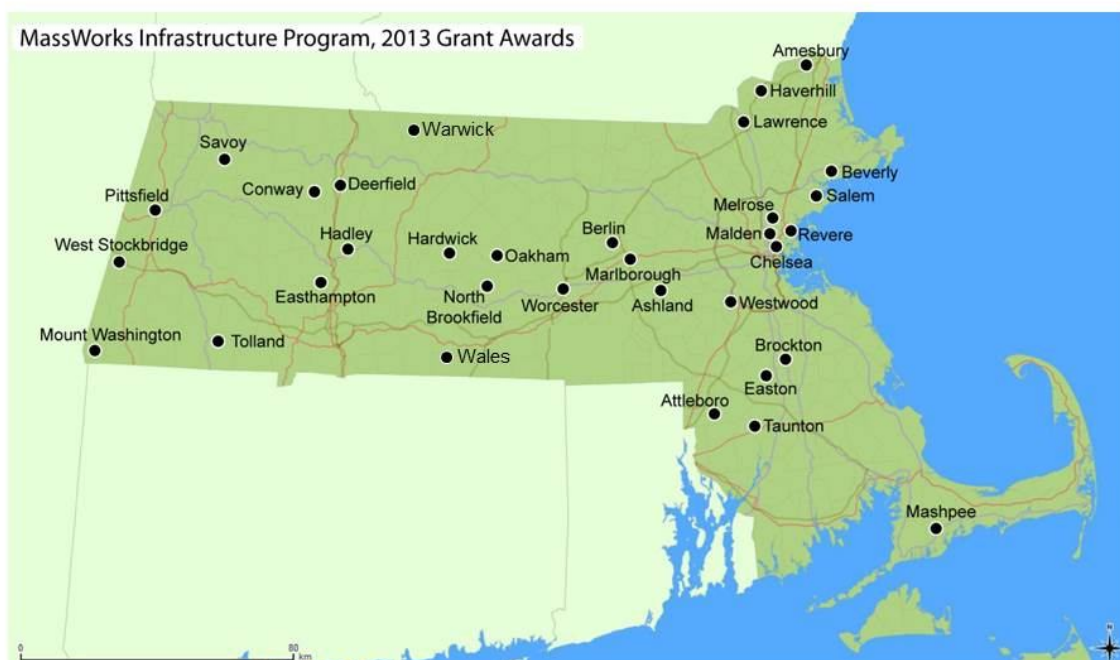 MassWorks Infrastructure Program, 2013 Grant Awards
Amesbury
Haverhill
Lawrence
Warwick
Savoy
Beverly
Conway
Deerfield
Salem
Pittsfield
Melrose
Malden
Revere
Chelsea
West Stockbridge
Hadley
Hardwick
Oakham
Berlin
Marlborough
Easthampton
North
Brookfield
Worcester
Ashland
Westwood
Mount Washington
Tolland
Wales
Brockton
Easton
Attleboro
Taunton
Mashpee
N
0
80
km